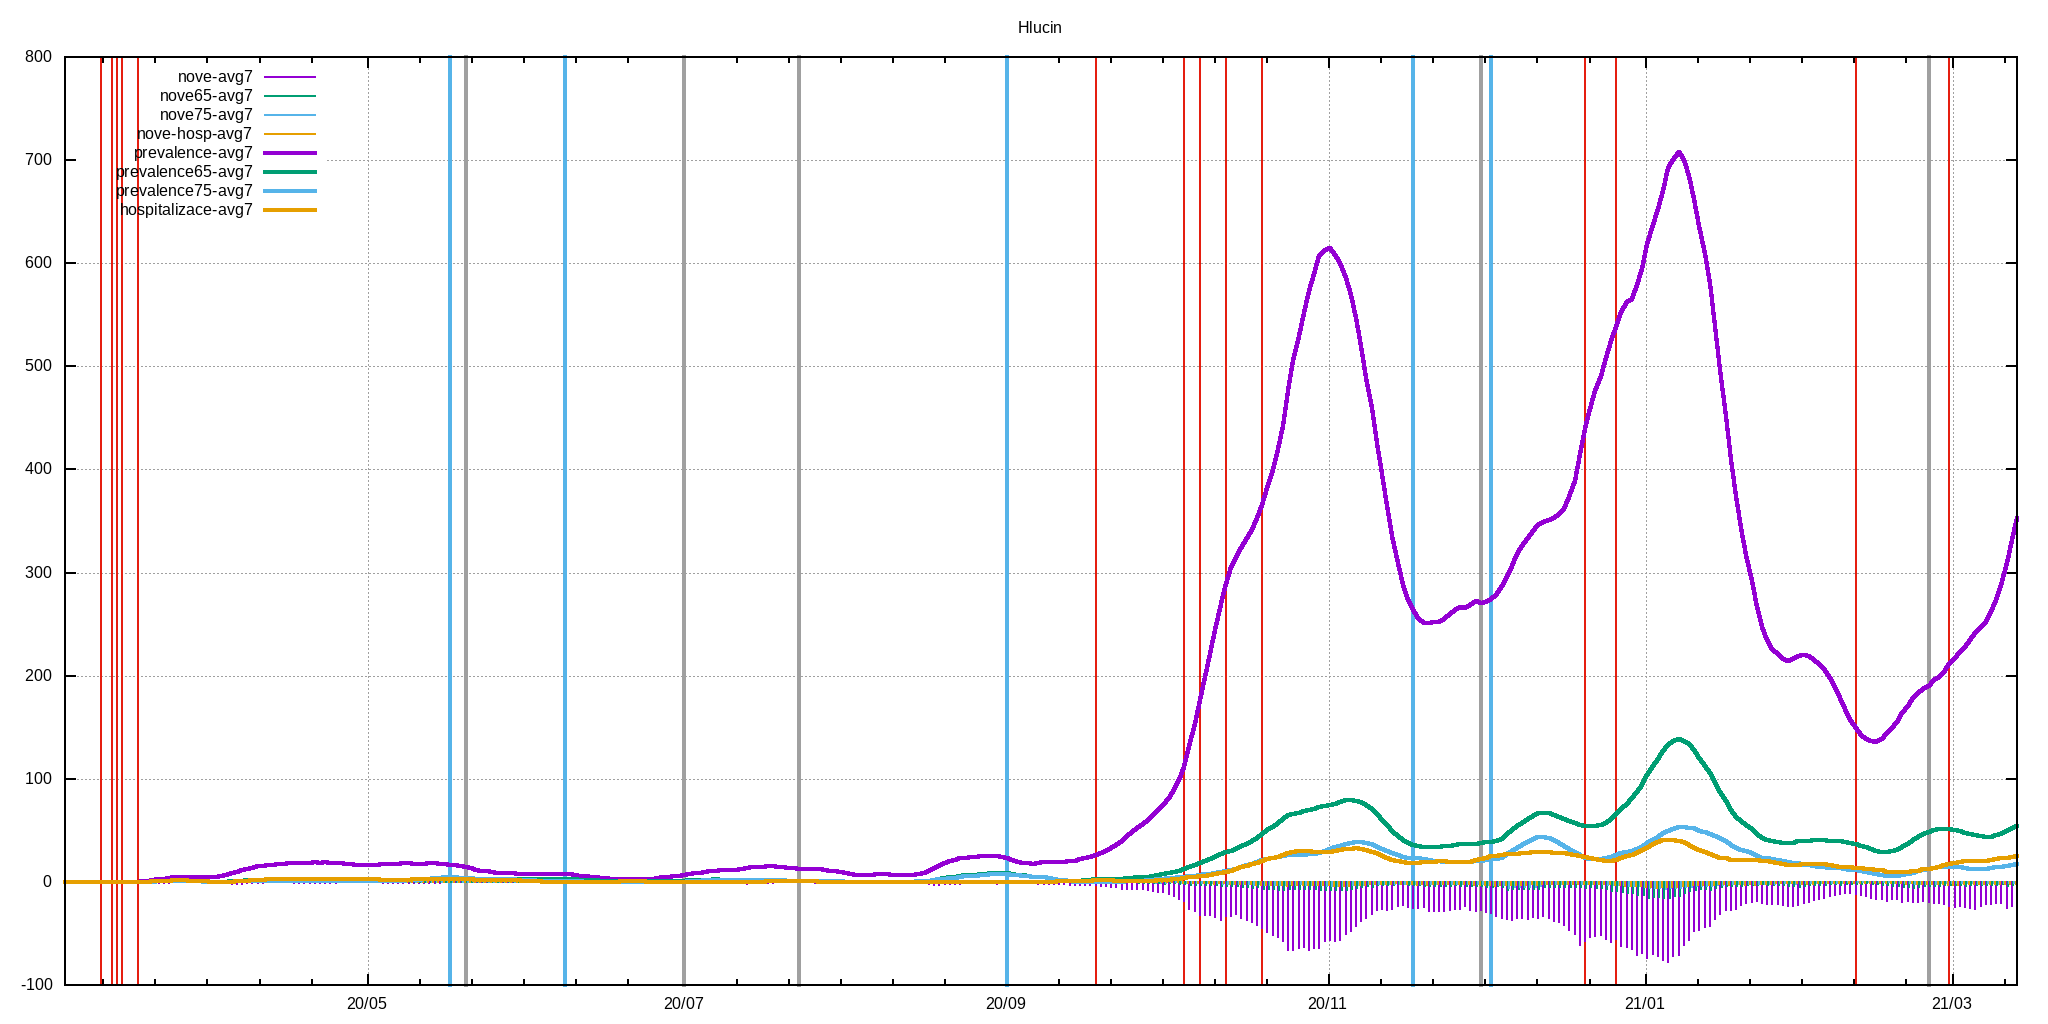 Hlucin
800
700
600
500
400
300
200
100
0
-100
nove-avg7
nove65-avg7
nove75-avg7
nove-hosp-avg7
prevalence-avg7
prevalence65-avg7
prevalence75-avg7
hospitalizace-avg7
20/05 20/07 20/09 20/11 21/01 21/03